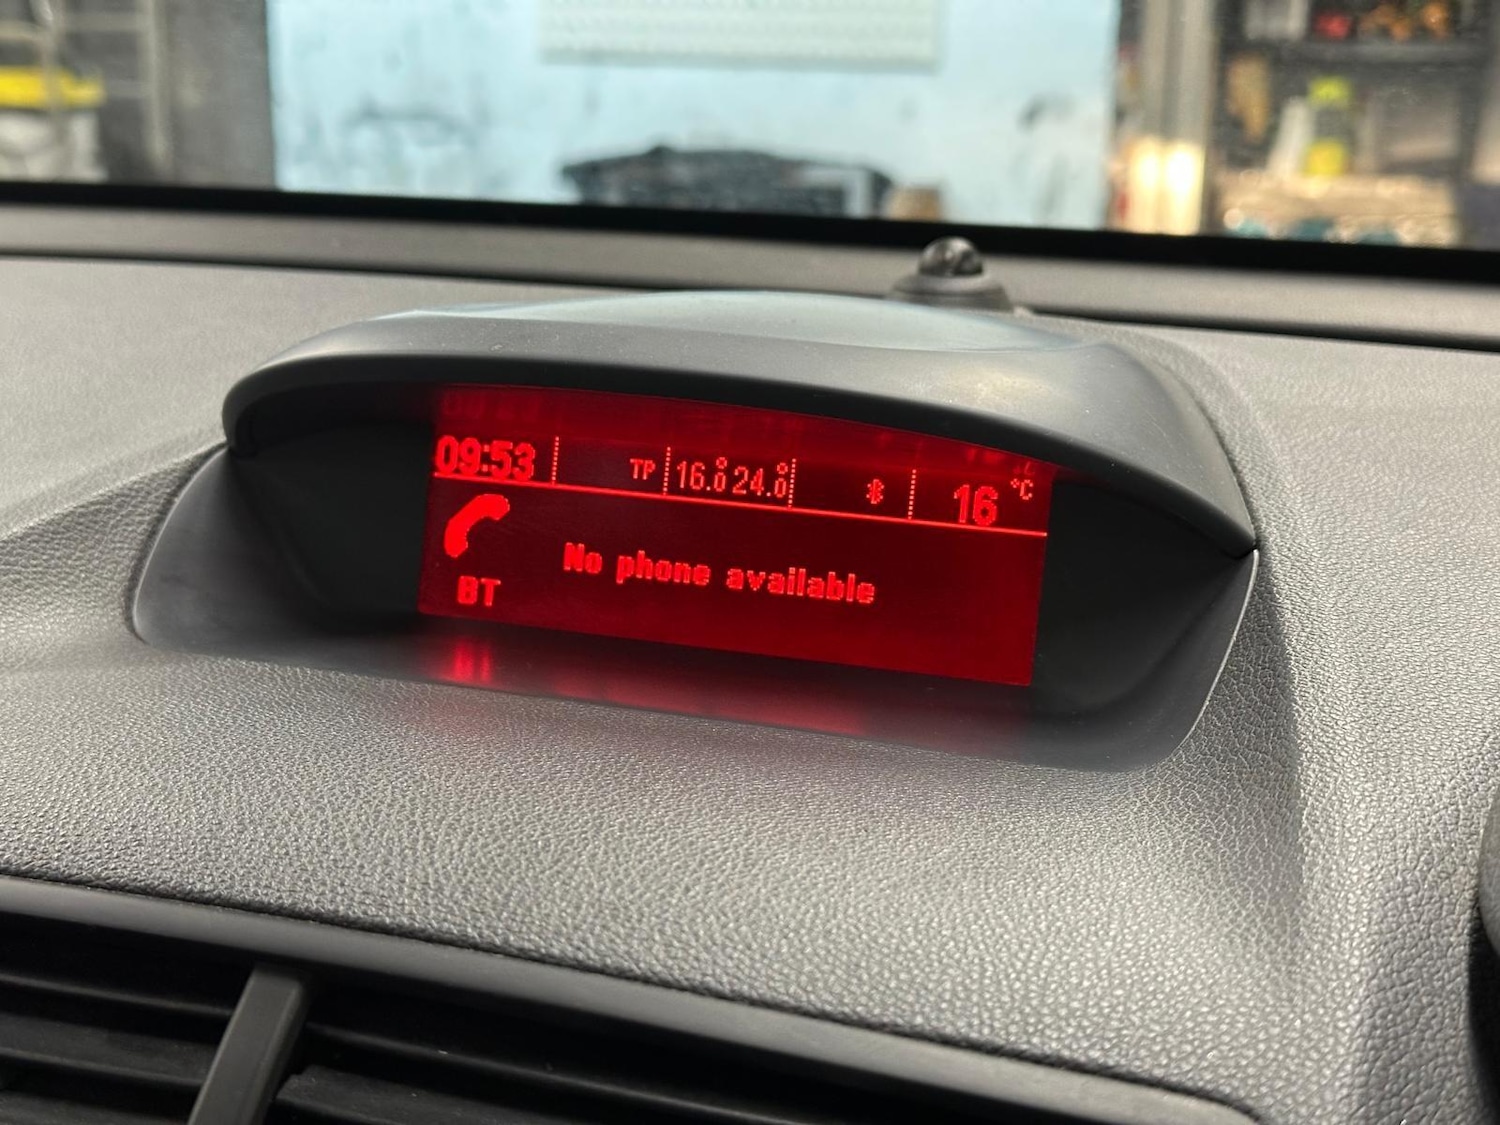 09:53 TP 16.0° 24.0° 16 °C
No phone available
BT